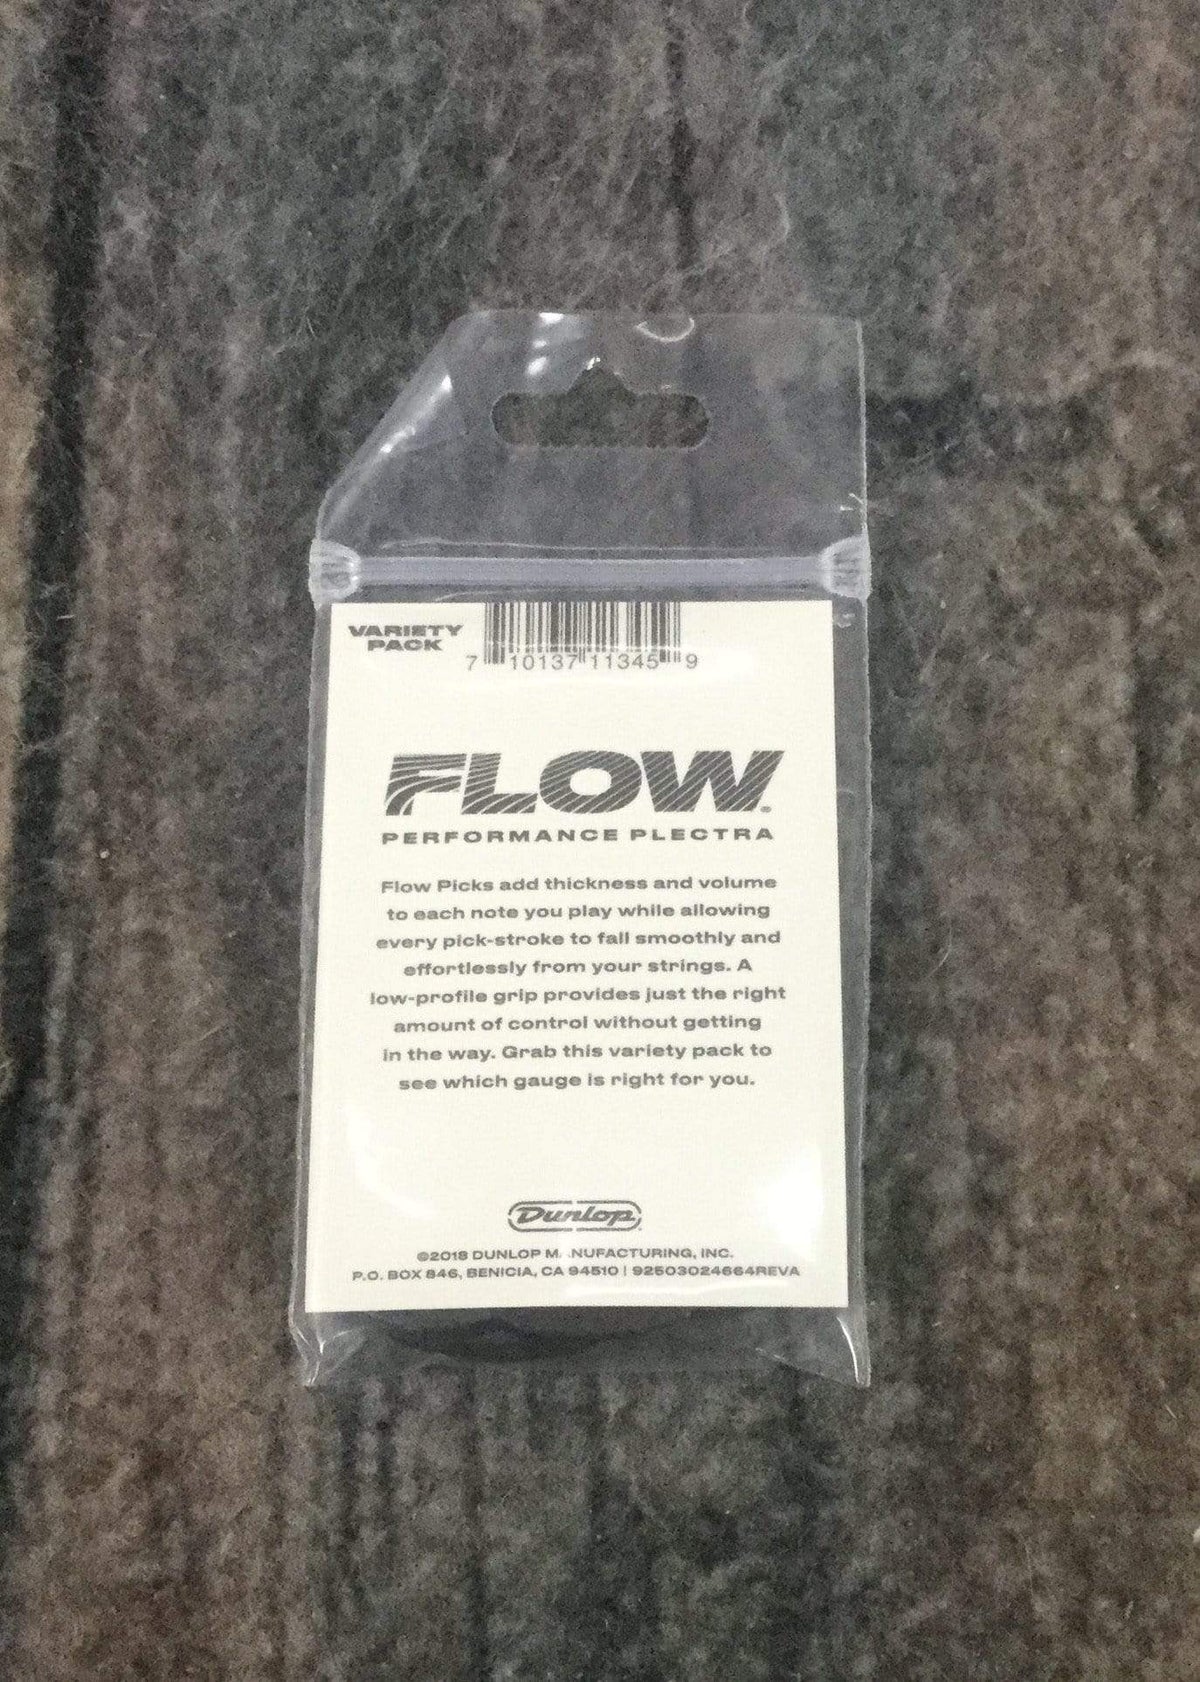 VARIETY
PACK
7 10137 11345 9
FLOW®
PERFORMANCE PLECTRA
Flow Picks add thickness and volume
to each note you play while allowing
every pick-stroke to fall smoothly and
effortlessly from your strings. A
low-profile grip provides just the right
amount of control without getting
in the way. Grab this variety pack to
see which gauge is right for you.
Dunlop
©2018 DUNLOP M NUFACTURING, INC.
P.O. BOX 846, BENICIA, CA 94510 | 92503024664REVA